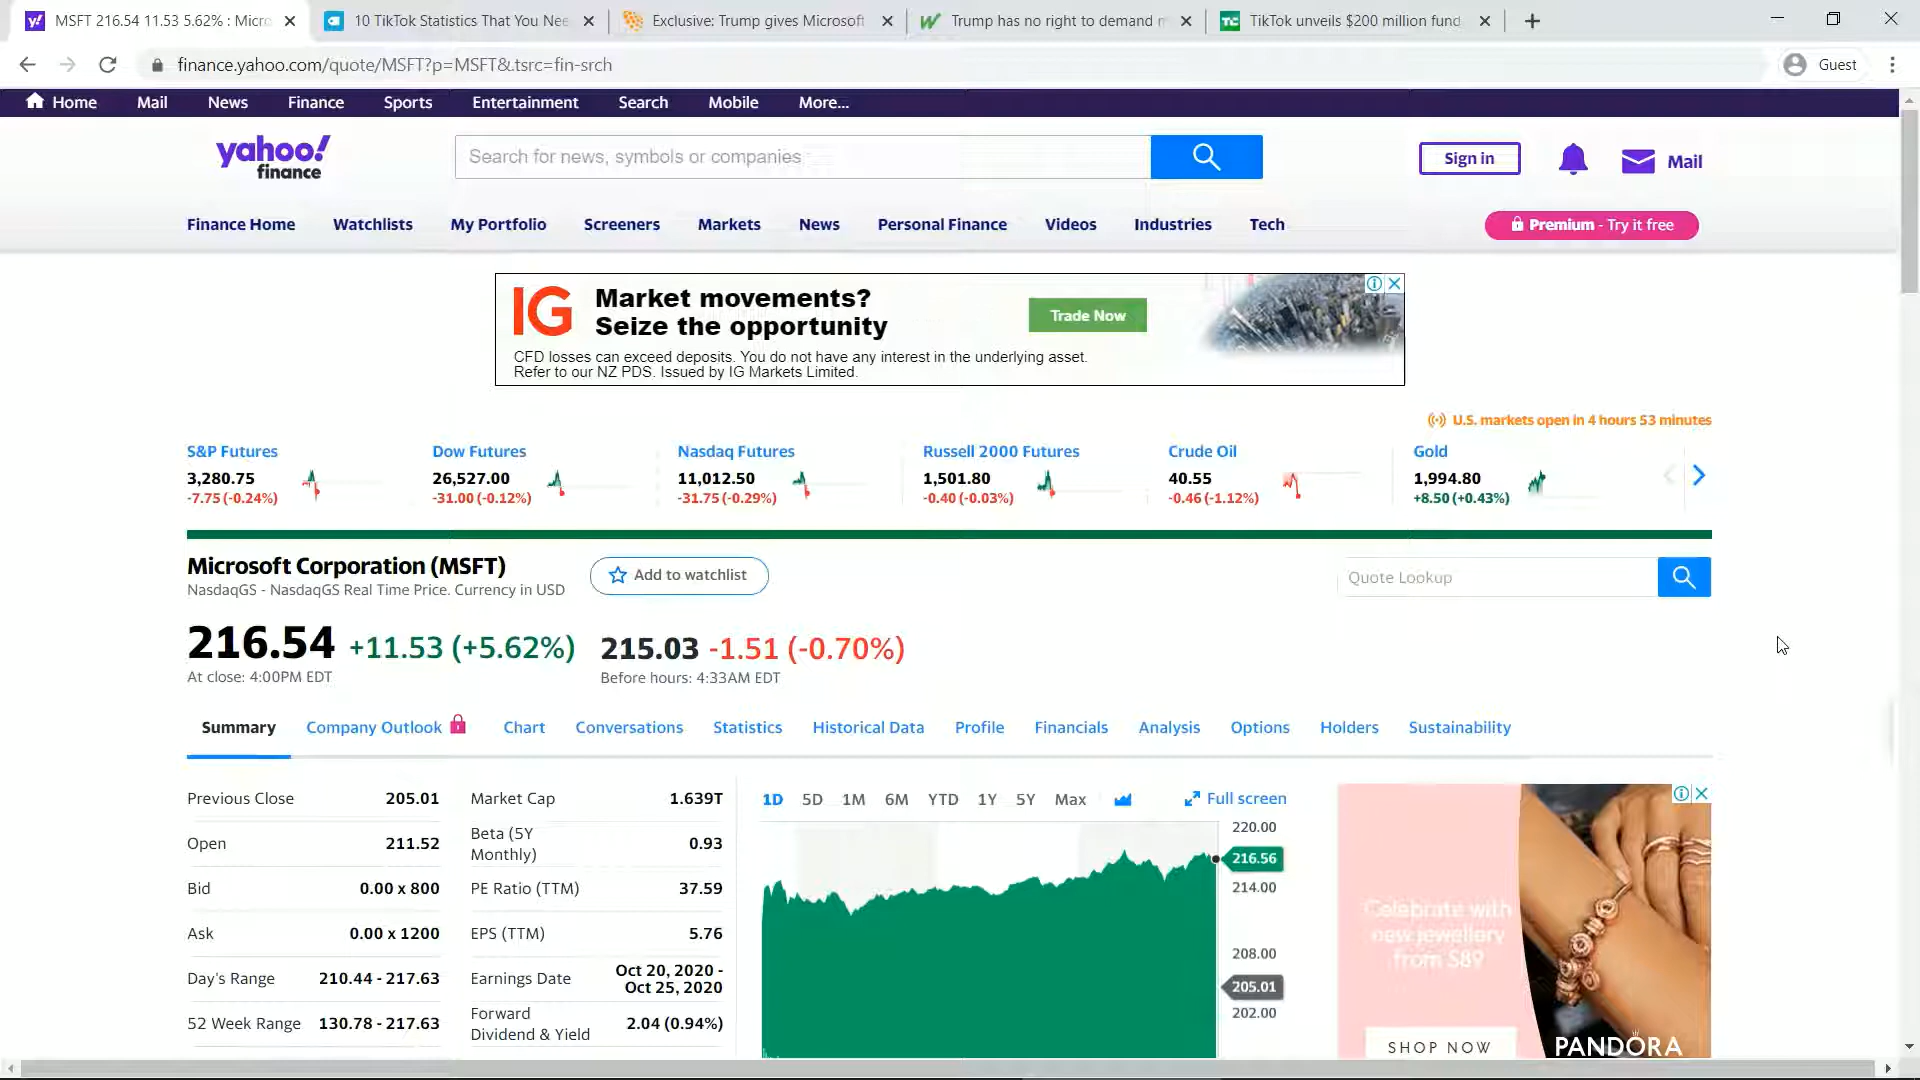 MSFT 216.54 11.53 5.62% : Micro
10 TikTok Statistics That You Nee
Exclusive: Trump gives Microsoft
Trump has no right to demand m
TikTok unveils $200 million fund
finance.yahoo.com/quote/MSFT?p=MSFT&.tsrc=fin-srch
Guest
Home Mail News Finance Sports Entertainment Search Mobile More...
yahoo!
finance
Search for news, symbols or companies
Sign in
Mail
Finance Home Watchlists My Portfolio Screeners Markets News Personal Finance Videos Industries Tech
Premium - Try it free
IG
Market movements?
Seize the opportunity
Trade Now
CFD losses can exceed deposits. You do not have any interest in the underlying asset.
Refer to our NZ PDS. Issued by IG Markets Limited.
U.S. markets open in 4 hours 53 minutes
S&P Futures
3,280.75
-7.75 (-0.24%)
Dow Futures
26,527.00
-31.00 (-0.12%)
Nasdaq Futures
11,012.50
-31.75 (-0.29%)
Russell 2000 Futures
1,501.80
-0.40 (-0.03%)
Crude Oil
40.55
-0.46 (-1.12%)
Gold
1,994.80
+8.50 (+0.43%)
Microsoft Corporation (MSFT)
NasdaqGS - NasdaqGS Real Time Price. Currency in USD
Add to watchlist
Quote Lookup
216.54 +11.53 (+5.62%)
At close: 4:00PM EDT
215.03 -1.51 (-0.70%)
Before hours: 4:33AM EDT
Summary Company Outlook Chart Conversations Statistics Historical Data Profile Financials Analysis Options Holders Sustainability
Previous Close 205.01
Open 211.52
Bid 0.00 x 800
Ask 0.00 x 1200
Day's Range 210.44 - 217.63
52 Week Range 130.78 - 217.63
Market Cap 1.639T
Beta (5Y
Monthly) 0.93
PE Ratio (TTM) 37.59
EPS (TTM) 5.76
Earnings Date Oct 20, 2020 -
Oct 25, 2020
Forward
Dividend & Yield 2.04 (0.94%)
1D 5D 1M 6M YTD 1Y 5Y Max
Full screen
220.00
216.56
214.00
208.00
205.01
202.00
Celebrate with
new jewellery
from $89
SHOP NOW
PANDORA